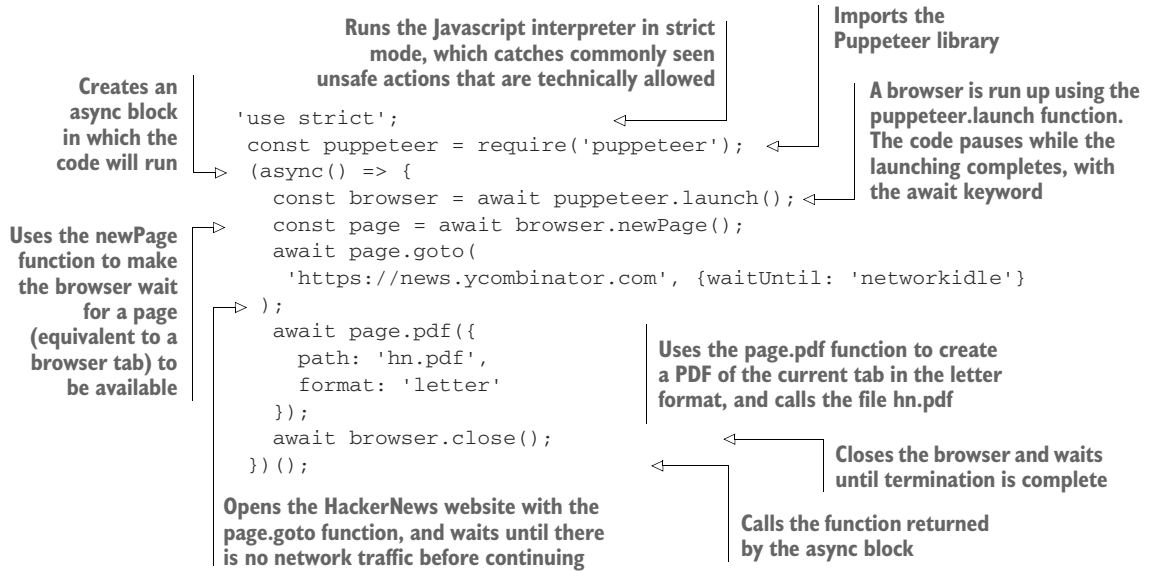 Runs the Javascript interpreter in strict
mode, which catches commonly seen
unsafe actions that are technically allowed
Imports the
Puppeteer library
Creates an
async block
in which the
code will run
A browser is run up using the
puppeteer.launch function.
The code pauses while the
launching completes, with
the await keyword
'use strict';
const puppeteer = require('puppeteer');
(async() => {
const browser = await puppeteer.launch();
const page = await browser.newPage();
await page.goto(
'https://news.ycombinator.com', {waitUntil: 'networkidle'}
);
await page.pdf({
path: 'hn.pdf',
format: 'letter'
});
await browser.close();
})();
Uses the newPage
function to make
the browser wait
for a page
(equivalent to a
browser tab) to
be available
Uses the page.pdf function to create
a PDF of the current tab in the letter
format, and calls the file hn.pdf
Closes the browser and waits
until termination is complete
Opens the HackerNews website with the
page.goto function, and waits until there
is no network traffic before continuing
Calls the function returned
by the async block